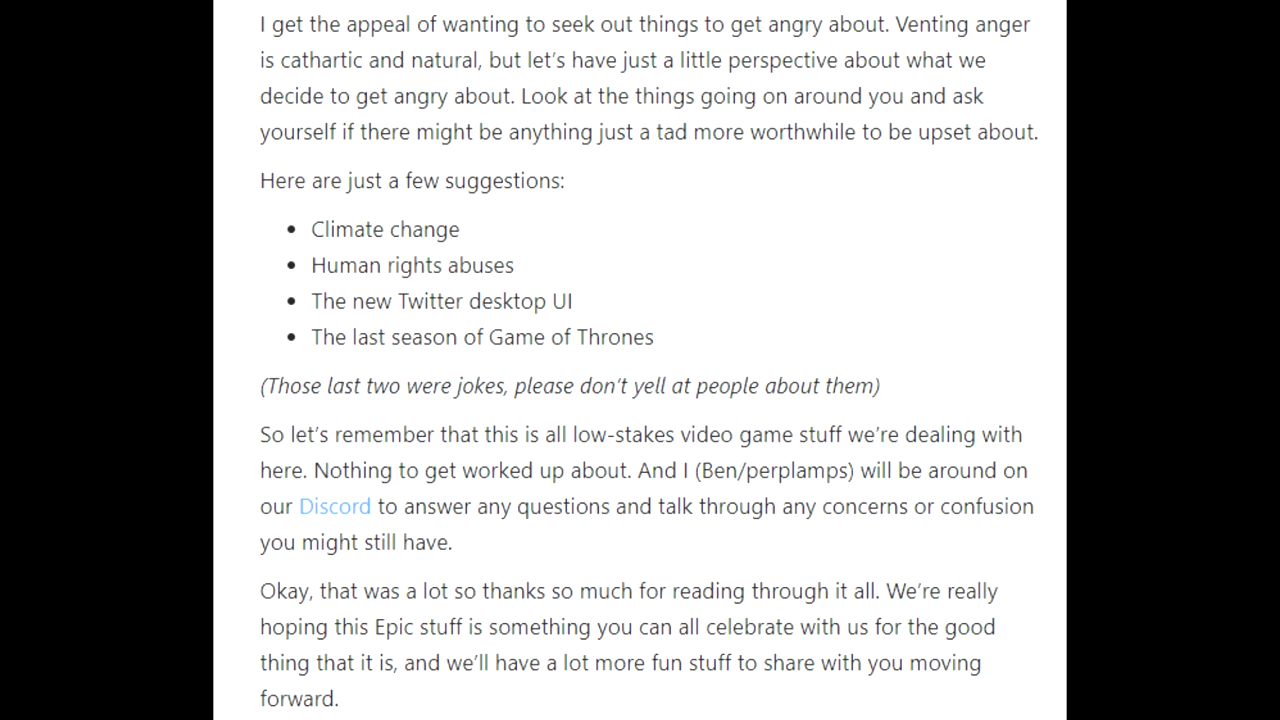 I get the appeal of wanting to seek out things to get angry about. Venting anger
is cathartic and natural, but let’s have just a little perspective about what we
decide to get angry about. Look at the things going on around you and ask
yourself if there might be anything just a tad more worthwhile to be upset about.
Here are just a few suggestions:
• Climate change
• Human rights abuses
• The new Twitter desktop UI
• The last season of Game of Thrones
(Those last two were jokes, please don’t yell at people about them)
So let’s remember that this is all low-stakes video game stuff we’re dealing with
here. Nothing to get worked up about. And I (Ben/perplamps) will be around on
our Discord to answer any questions and talk through any concerns or confusion
you might still have.
Okay, that was a lot so thanks so much for reading through it all. We’re really
hoping this Epic stuff is something you can all celebrate with us for the good
thing that it is, and we’ll have a lot more fun stuff to share with you moving
forward.